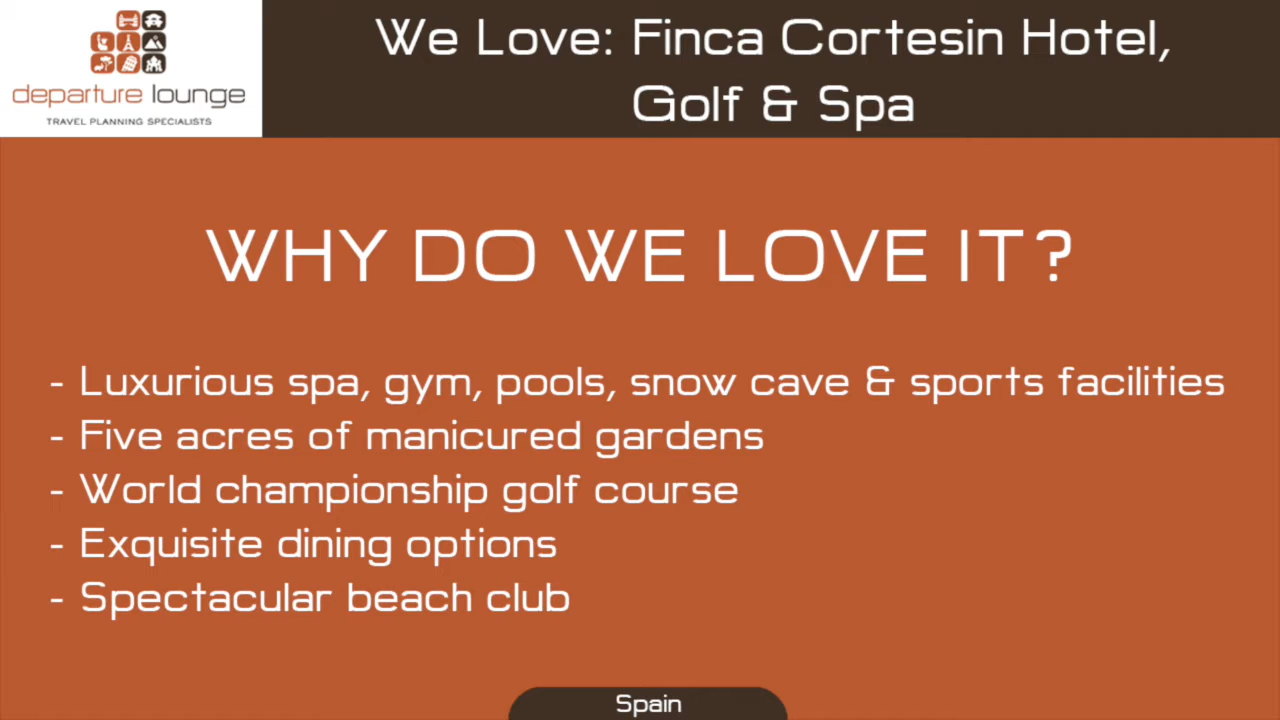 departure lounge
TRAVEL PLANNING SPECIALISTS
We Love: Finca Cortesin Hotel,
Golf & Spa
WHY DO WE LOVE IT?
- Luxurious spa, gym, pools, snow cave & sports facilities
- Five acres of manicured gardens
- World championship golf course
- Exquisite dining options
- Spectacular beach club
Spain